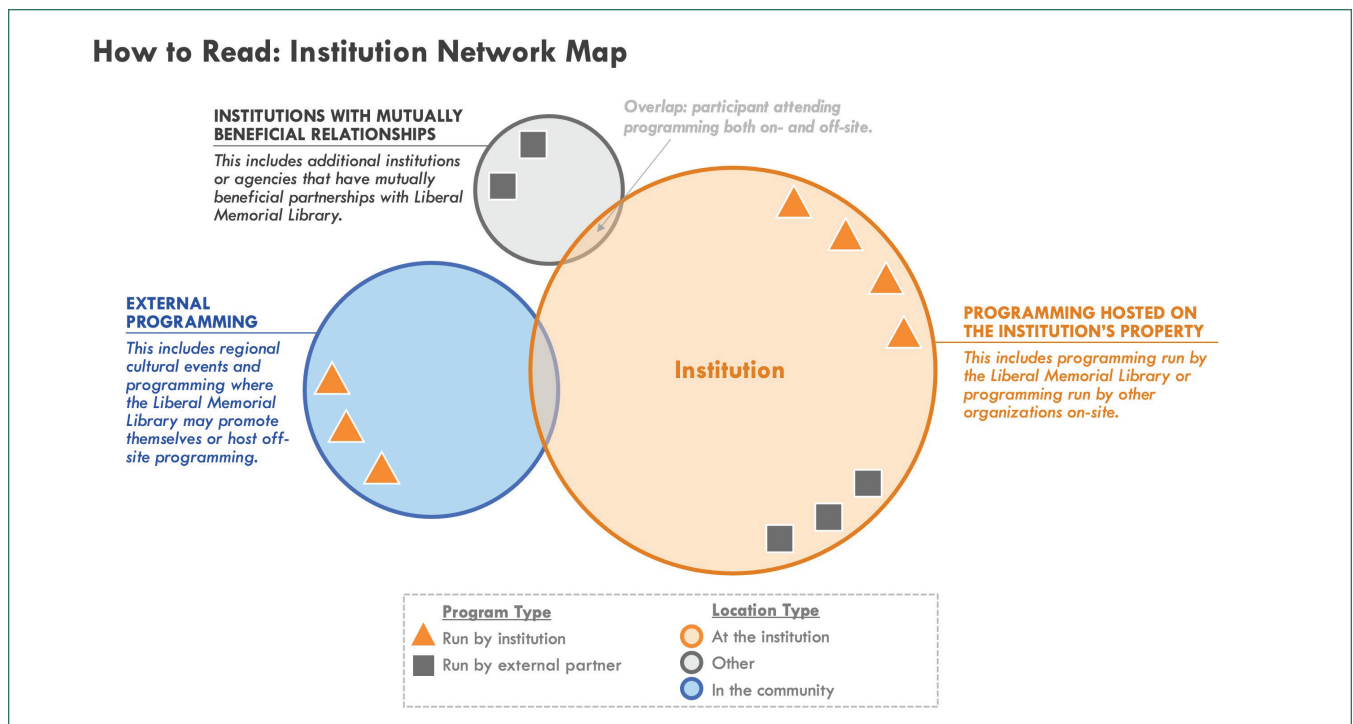 How to Read: Institution Network Map
INSTITUTIONS WITH MUTUALLY
BENEFICIAL RELATIONSHIPS
This includes additional institutions
or agencies that have mutually
beneficial partnerships with Liberal
Memorial Library.
Overlap: participant attending
programming both on- and off-site.
EXTERNAL
PROGRAMMING
This includes regional
cultural events and
programming where
the Liberal Memorial
Library may promote
themselves or host off-
site programming.
Institution
PROGRAMMING HOSTED ON
THE INSTITUTION’S PROPERTY
This includes programming run by
the Liberal Memorial Library or
programming run by other
organizations on-site.
Program Type
Run by institution
Run by external partner
Location Type
At the institution
Other
In the community